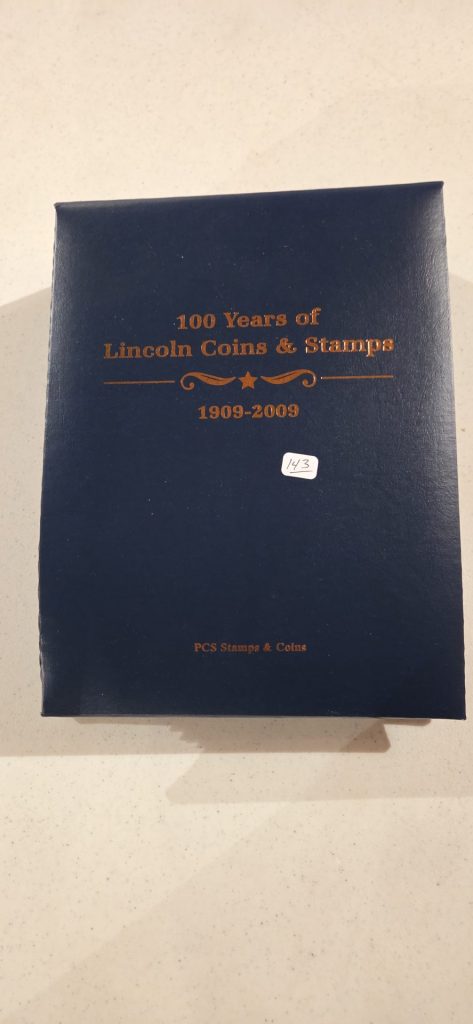 100 Years of
Lincoln Coins & Stamps
1909-2009
143
PCS Stamps & Coins